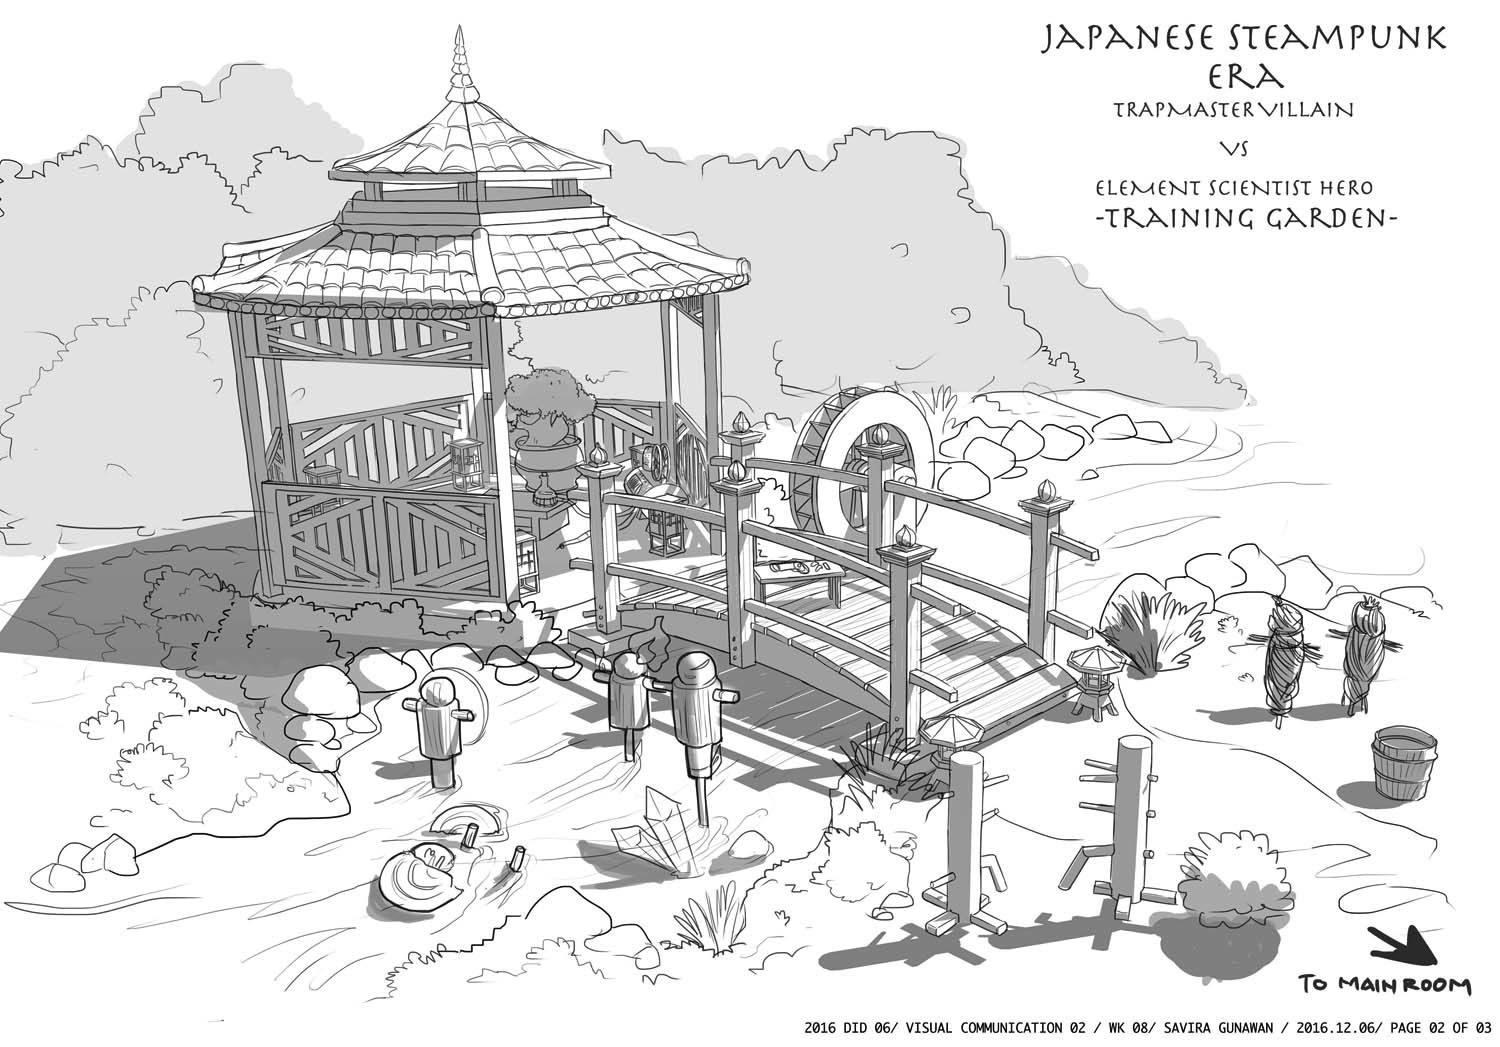 JAPANESE STEAMPUNK
ERA
TRAPMASTER VILLAIN
VS
ELEMENT SCIENTIST HERO
-TRAINING GARDEN-
TO MAIN ROOM
2016 DID 06/ VISUAL COMMUNICATION 02 / WK 08/ SAVIRA GUNAWAN / 2016.12.06/ PAGE 02 OF 03